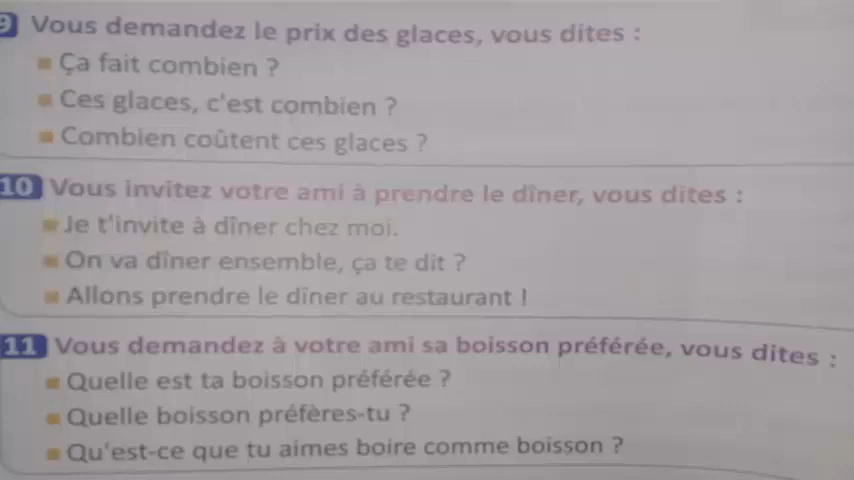 9 Vous demandez le prix des glaces, vous dites :
Ça fait combien ?
Ces glaces, c'est combien ?
Combien coûtent ces glaces ?
10 Vous invitez votre ami à prendre le dîner, vous dites :
Je t'invite à dîner chez moi.
On va dîner ensemble, ça te dit ?
Allons prendre le dîner au restaurant !
11 Vous demandez à votre ami sa boisson préférée, vous dites :
Quelle est ta boisson préférée ?
Quelle boisson préfères-tu ?
Qu'est-ce que tu aimes boire comme boisson ?